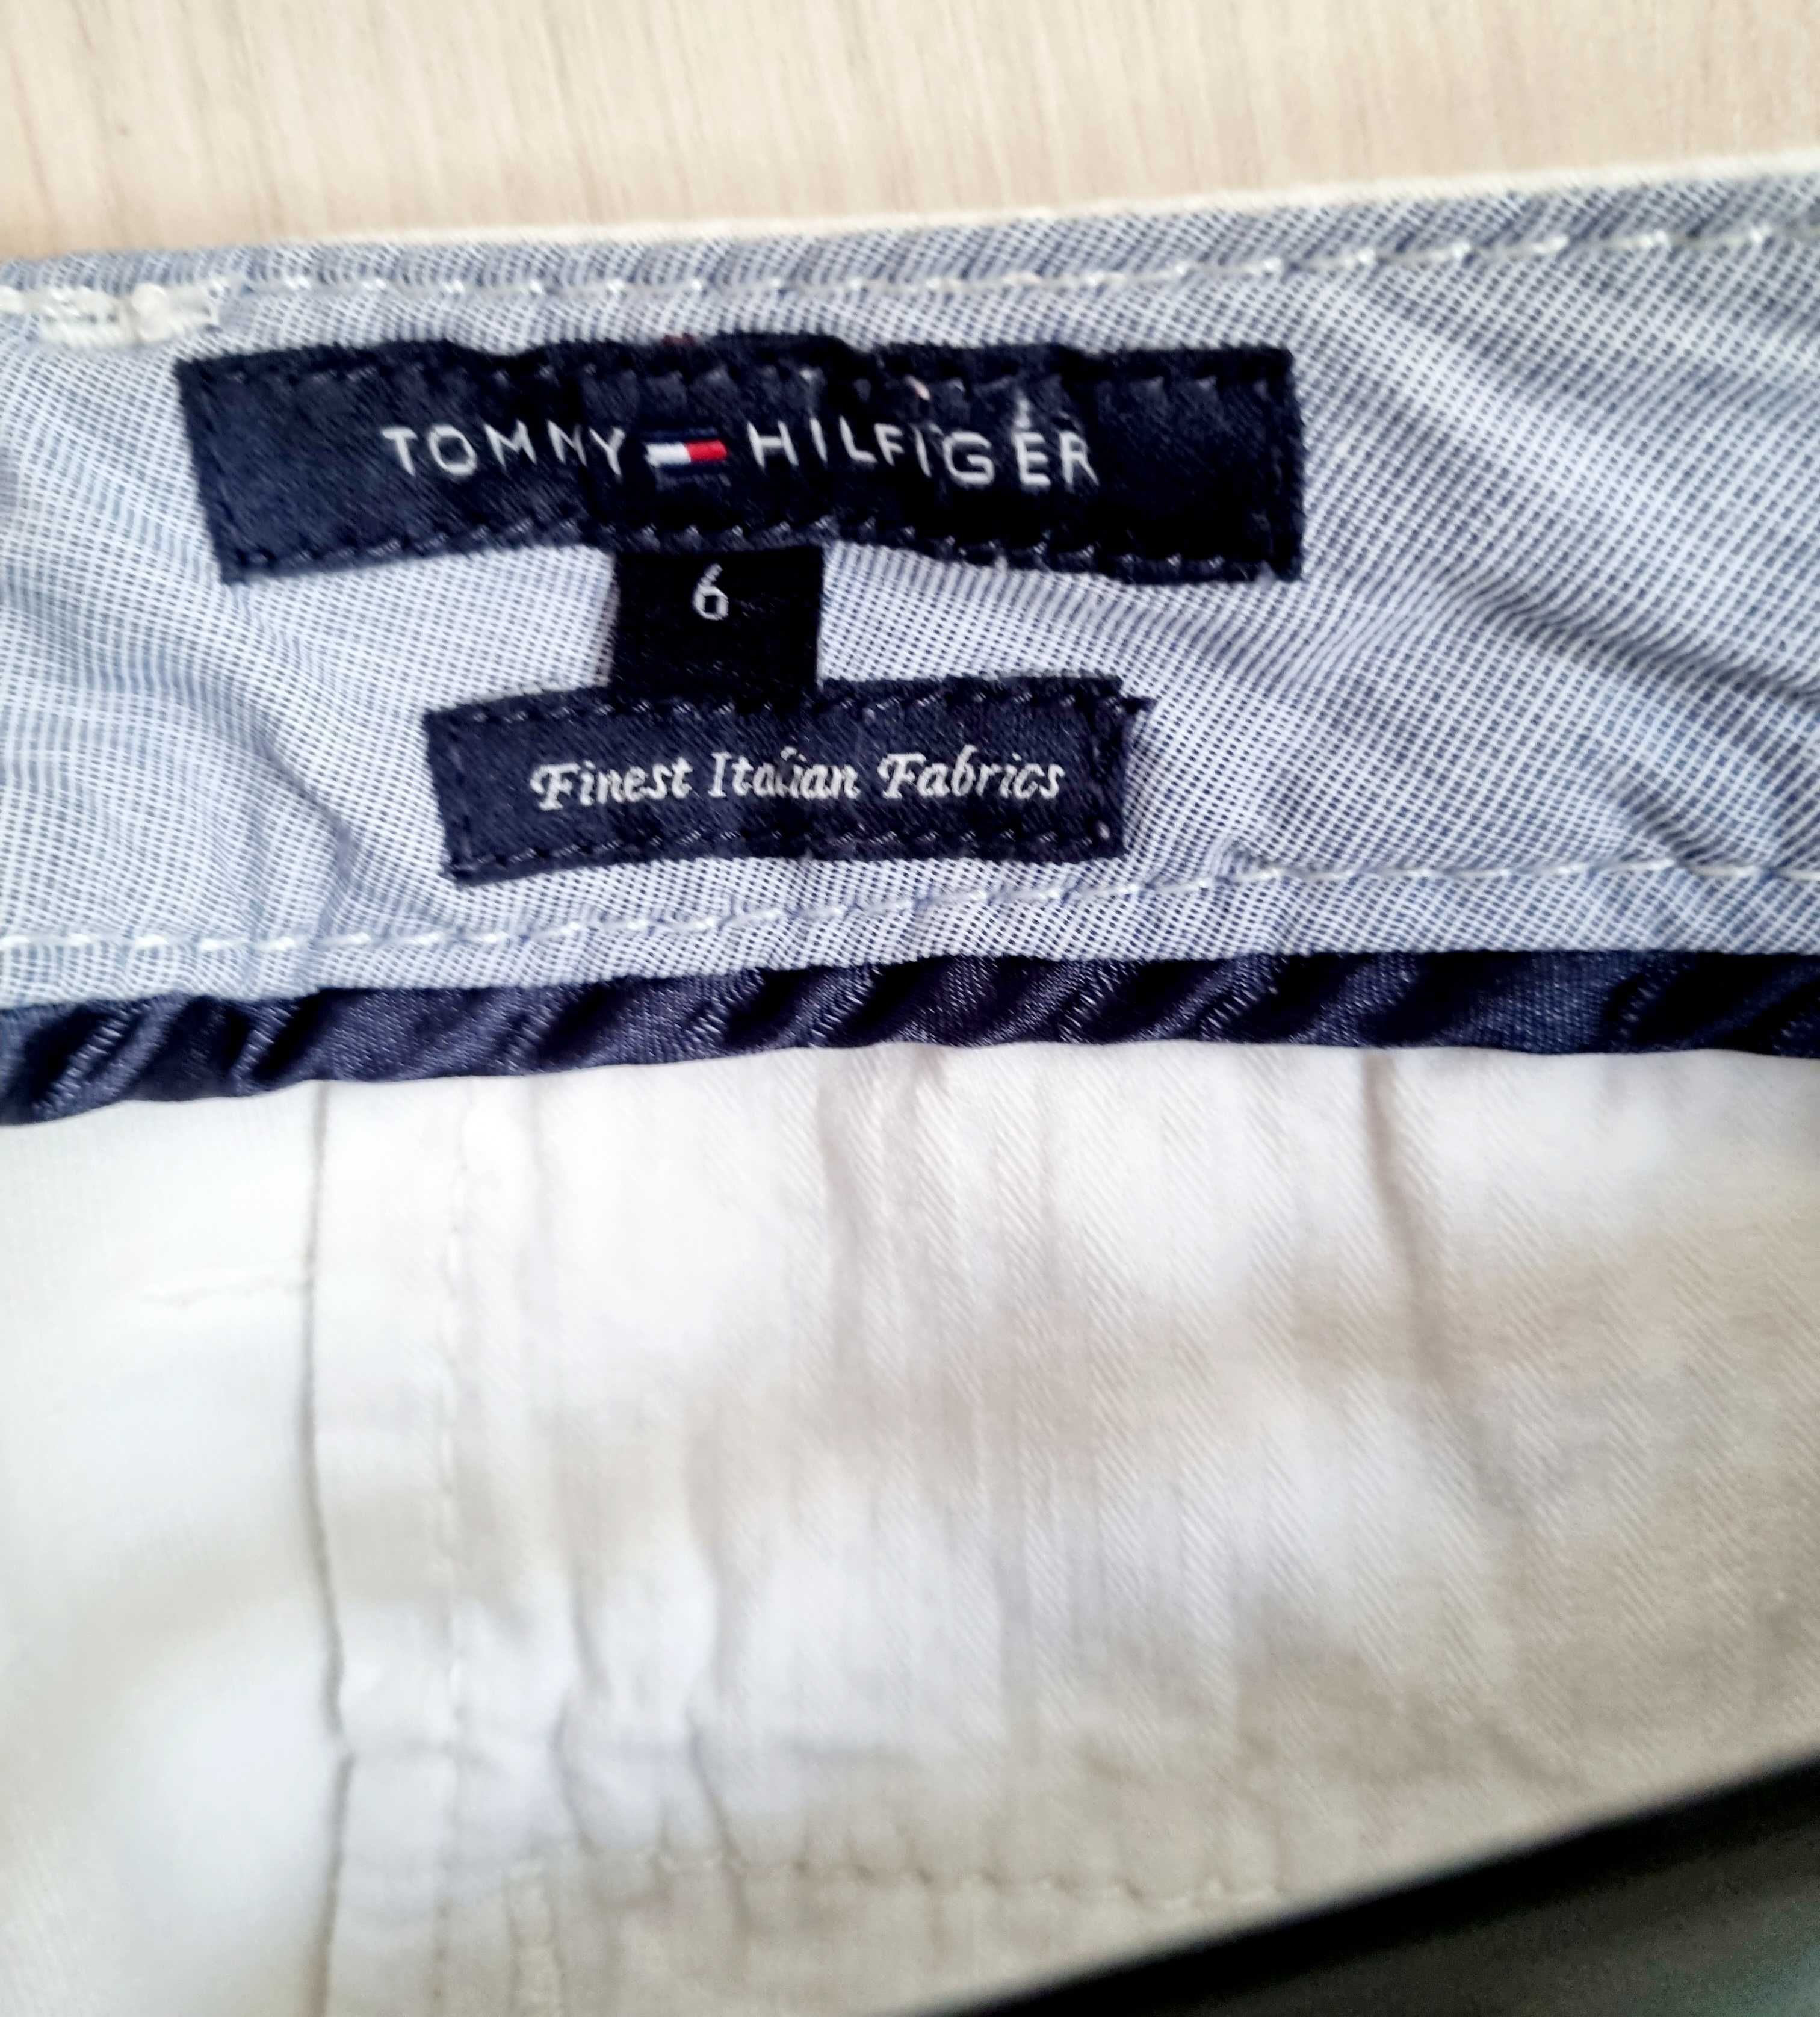 TOMMY HILFIGER
6
Finest Italian Fabrics